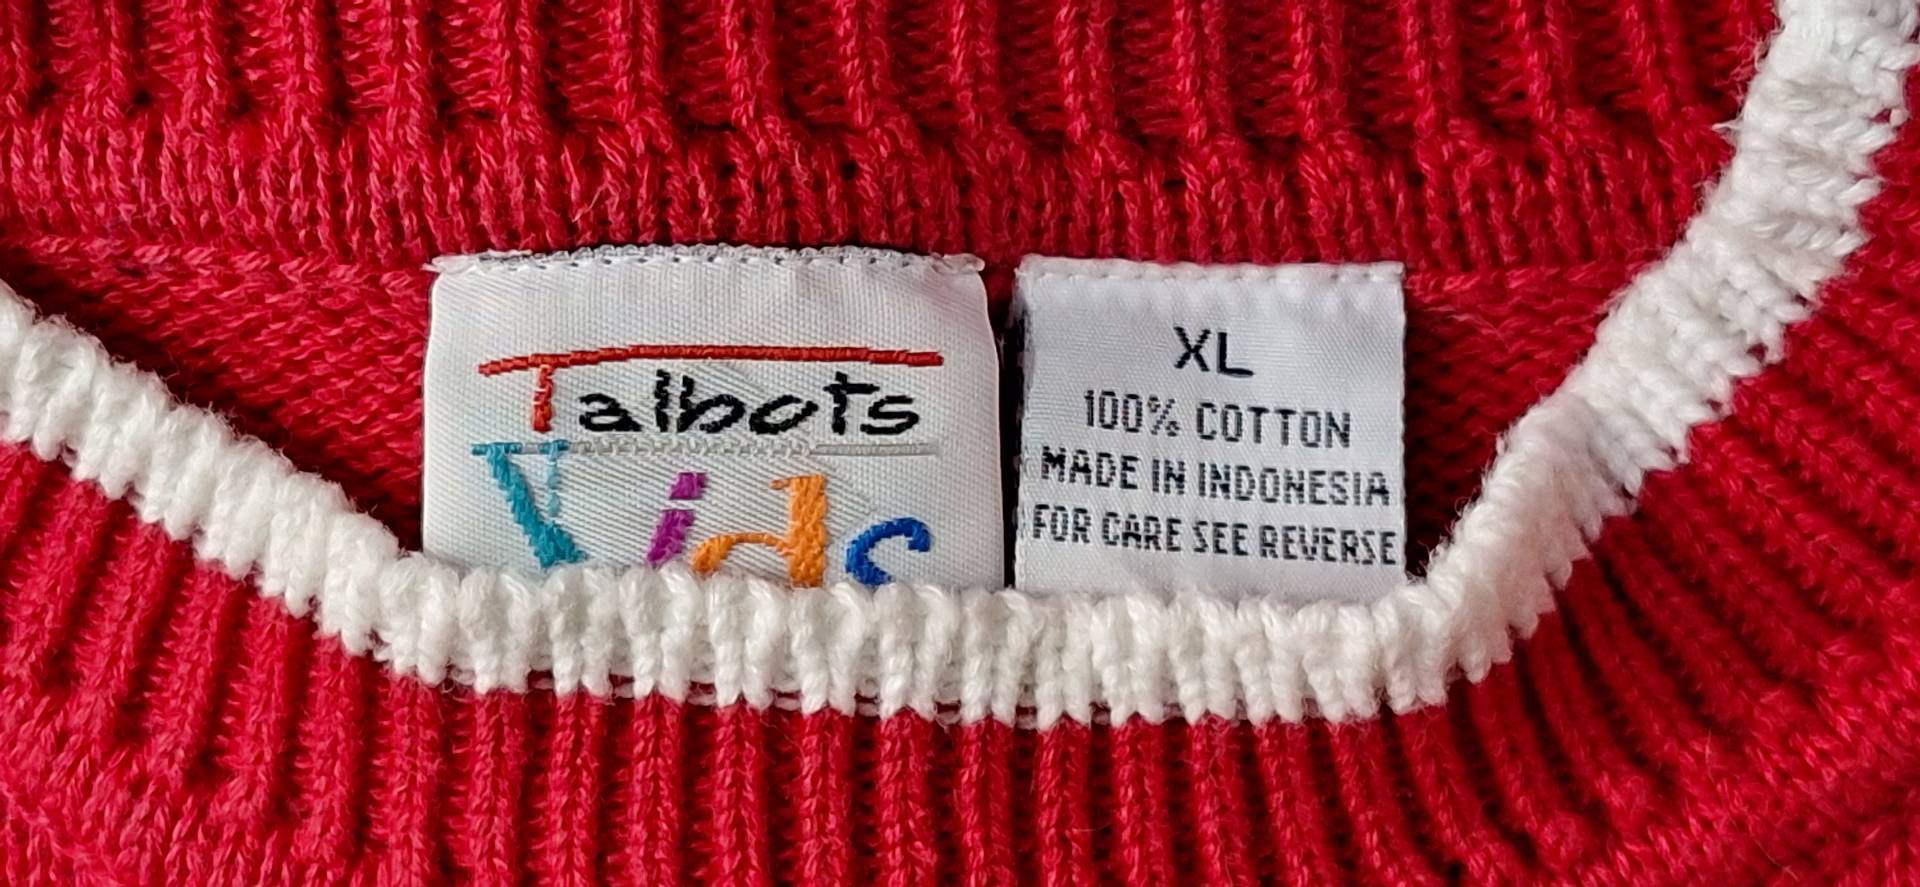 Talbots
Kids
XL
100% COTTON
MADE IN INDONESIA
FOR CARE SEE REVERSE